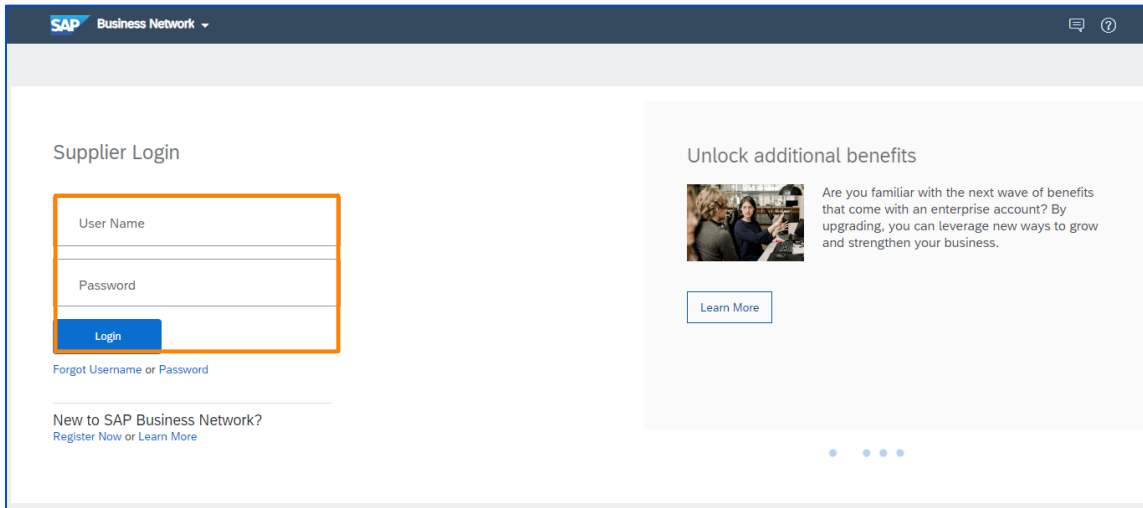 SAP Business Network
Supplier Login
User Name
Password
Login
Forgot Username or Password
New to SAP Business Network?
Register Now or Learn More
Unlock additional benefits
Are you familiar with the next wave of benefits
that come with an enterprise account? By
upgrading, you can leverage new ways to grow
and strengthen your business.
Learn More